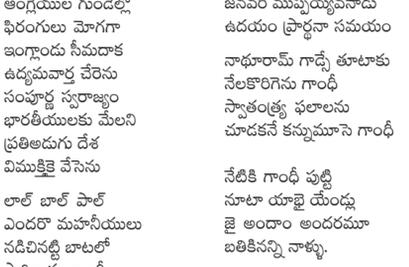 ఆంగ్లేయుల గుండెల్లో
ఫిరంగులు మోగగా
ఇంగ్లాండు సీమదాక
ఉద్యమవార్త చేరెను
సంపూర్ణ స్వరాజ్యం
భారతీయులకు మేలని
ప్రతిఅడుగు దేశ
విముక్తికై వేసెను
లాల్ బాల్ పాల్
ఎందరొ మహనీయులు
నడిచినట్టి బాటలో
జనవరి ముప్పయ్యవనాడు
ఉదయం ప్రార్థనా సమయం
నాథూరామ్ గాడ్సే తూటాకు
నేలకొరిగెను గాంధీ
స్వాతంత్ర్య ఫలాలను
చూడకనే కన్నుమూసె గాంధీ
నేటికి గాంధీ పుట్టి
నూటా యాభై యేండ్లు
జై అందాం అందరమూ
బతికినన్ని నాళ్ళు.